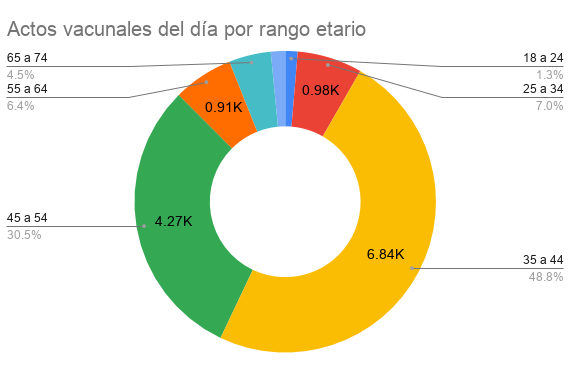 Actos vacunales del día por rango etario
65 a 74
4.5%
55 a 64
6.4%
45 a 54
30.5%
18 a 24
1.3%
25 a 34
7.0%
35 a 44
48.8%
0.98K
0.91K
4.27K
6.84K